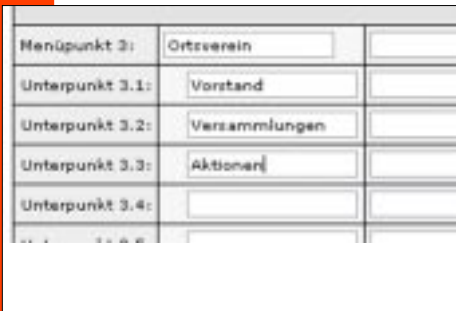 Menüpunkt 3: Ortsverein
Unterpunkt 3.1: Vorstand
Unterpunkt 3.2: Versammlungen
Unterpunkt 3.3: Aktionen
Unterpunkt 3.4: